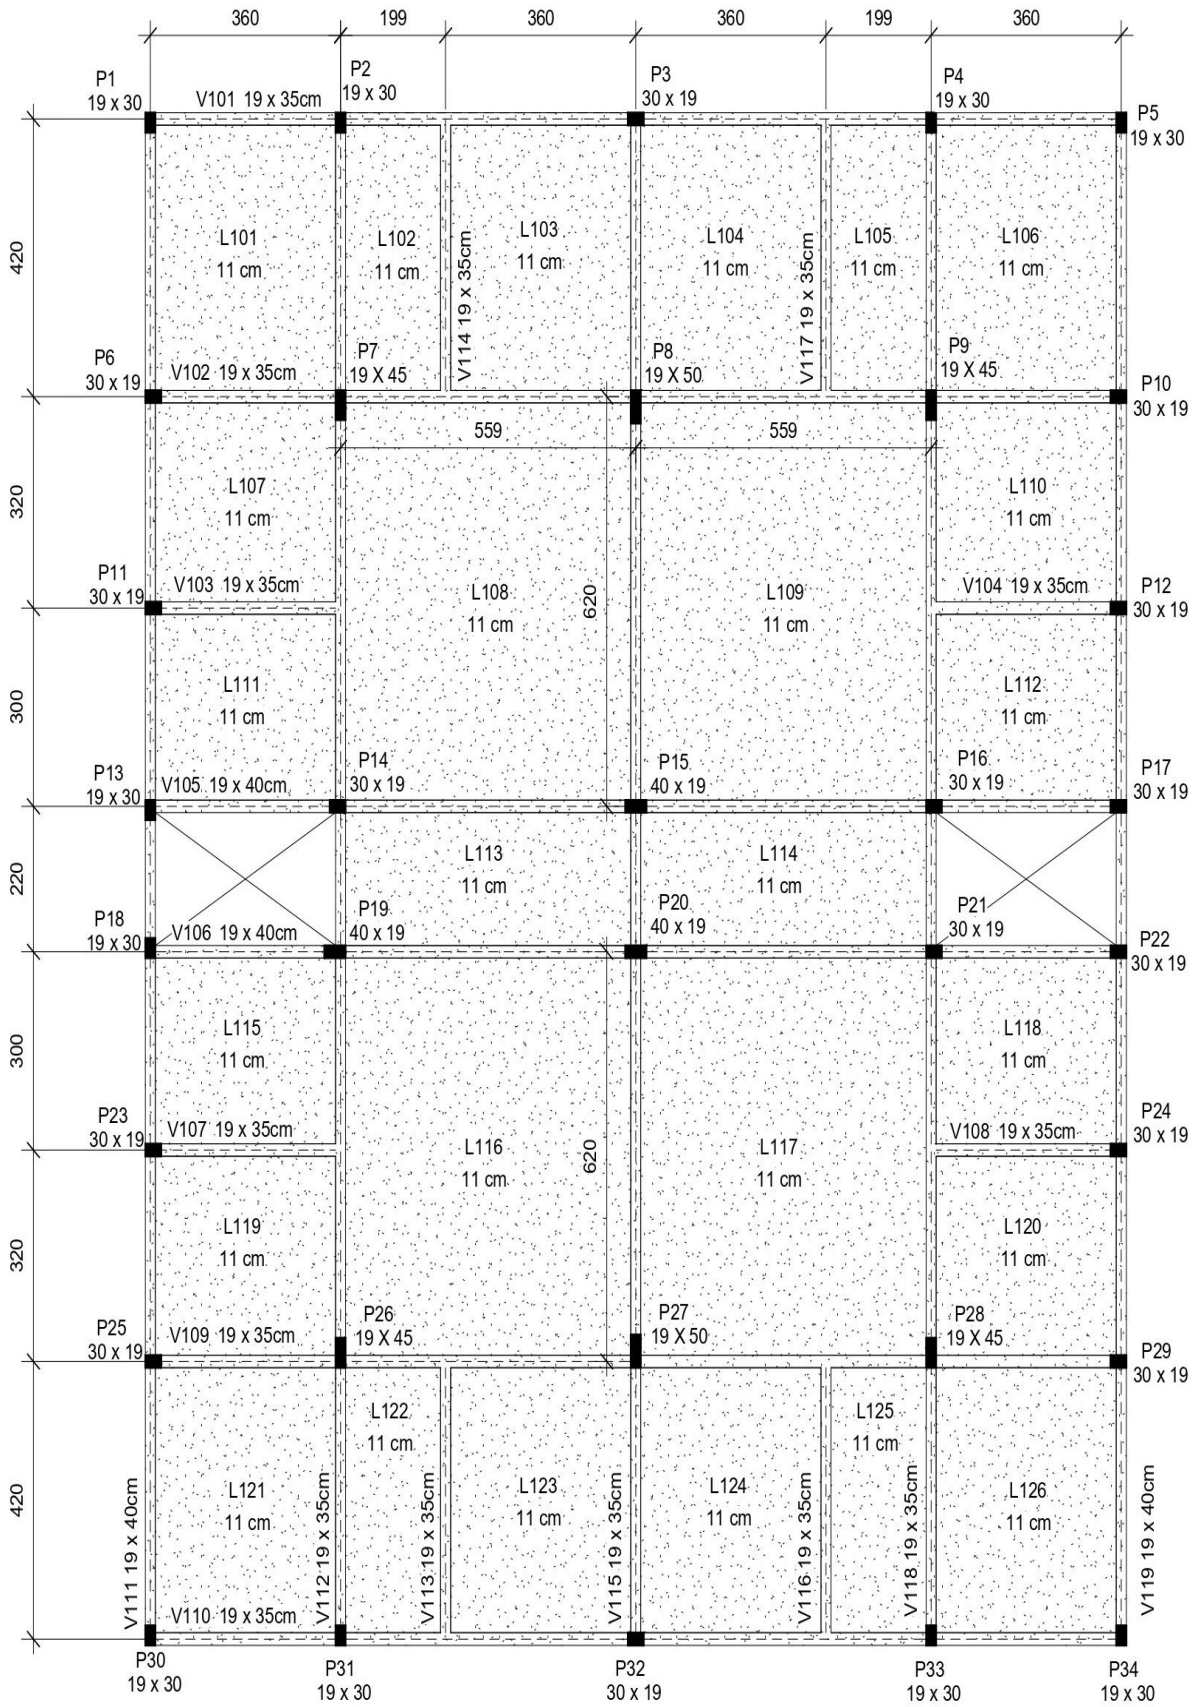 360 199 360 360 199 360
P1
19 x 30
V101 19 x 35cm
P2
19 x 30
P3
30 x 19
P4
19 x 30
P5
19 x 30
420
L101
11 cm
L102
11 cm
V114 19 x 35cm
L103
11 cm
L104
11 cm
V117 19 x 35cm
L105
11 cm
L106
11 cm
P6
30 x 19
V102 19 x 35cm
P7
19 X 45
P8
19 X 50
P9
19 X 45
P10
30 x 19
559 559
320
L107
11 cm
L110
11 cm
P11
30 x 19
V103 19 x 35cm
L108
11 cm
620
L109
11 cm
V104 19 x 35cm
P12
30 x 19
300
L111
11 cm
L112
11 cm
P13
19 x 30
V105 19 x 40cm
P14
30 x 19
P15
40 x 19
P16
30 x 19
P17
30 x 19
220
L113
11 cm
L114
11 cm
P18
19 x 30
V106 19 x 40cm
P19
40 x 19
P20
40 x 19
P21
30 x 19
P22
30 x 19
300
L115
11 cm
L118
11 cm
P23
30 x 19
V107 19 x 35cm
L116
11 cm
620
L117
11 cm
V108 19 x 35cm
P24
30 x 19
320
L119
11 cm
L120
11 cm
P25
30 x 19
V109 19 x 35cm
P26
19 X 45
P27
19 X 50
P28
19 X 45
P29
30 x 19
420
V111 19 x 40cm
L121
11 cm
V112 19 x 35cm
L122
11 cm
V113 19 x 35cm
L123
11 cm
V115 19 x 35cm
L124
11 cm
V116 19 x 35cm
L125
11 cm
V118 19 x 35cm
L126
11 cm
V119 19 x 40cm
V110 19 x 35cm
P30
19 x 30
P31
19 x 30
P32
30 x 19
P33
19 x 30
P34
19 x 30